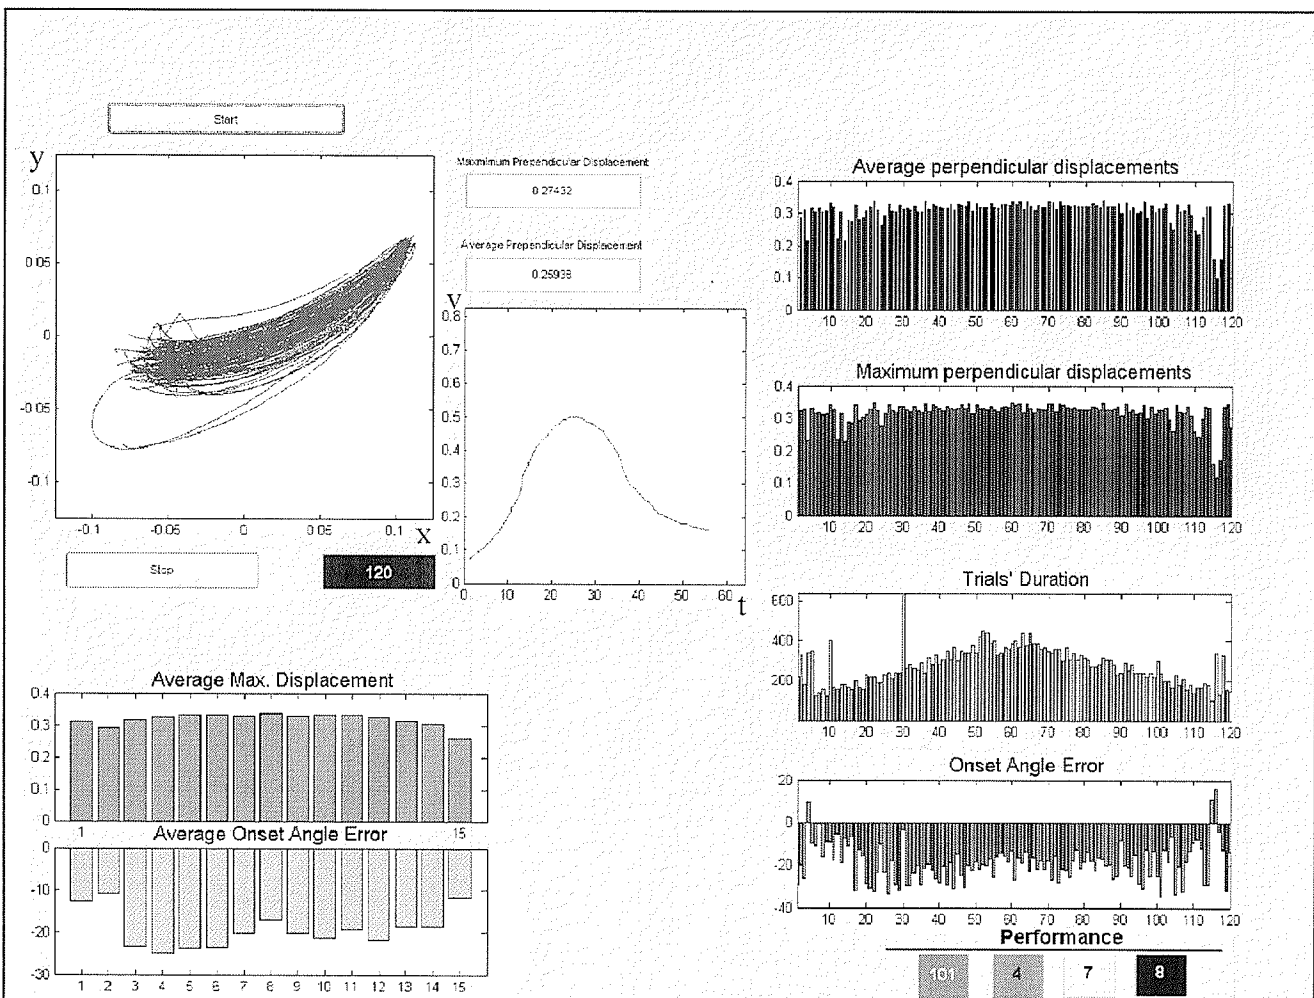 Start
y
0.1
0.05
0
-0.05
-0.1
-0.1
-0.05
0
0.05
0.1
x
Stop
120
Maxmimum Prependicular Displacement
0.27432
Average Prependicular Displacement
0.25938
v
0.8
0.7
0.6
0.5
0.4
0.3
0.2
0.1
0
0
10
20
30
40
50
60
t
Average perpendicular displacements
0.4
0.3
0.2
0.1
0
10 20 30 40 50 60 70 80 90 100 110 120
Maximum perpendicular displacements
0.4
0.3
0.2
0.1
0
10 20 30 40 50 60 70 80 90 100 110 120
Trials' Duration
600
400
200
10 20 30 40 50 60 70 80 90 100 110 120
Onset Angle Error
20
0
-20
-40
10 20 30 40 50 60 70 80 90 100 110 120
Performance
101 4 7 8
Average Max. Displacement
0.4
0.3
0.2
0.1
0
1 15
Average Onset Angle Error
0
-10
-20
-30
1 2 3 4 5 6 7 8 9 10 11 12 13 14 15